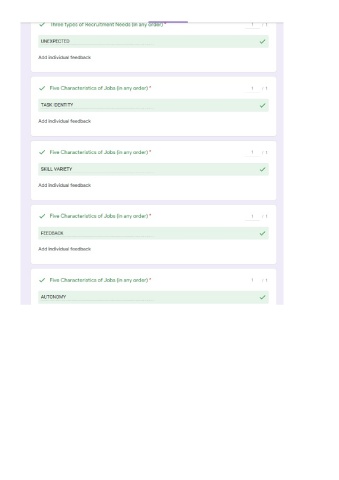 Three Types of Recruitment Needs (in any order) * 1 / 1
UNEXPECTED
Add individual feedback
Five Characteristics of Jobs (in any order) * 1 / 1
TASK IDENTITY
Add individual feedback
Five Characteristics of Jobs (in any order) * 1 / 1
SKILL VARIETY
Add individual feedback
Five Characteristics of Jobs (in any order) * 1 / 1
FEEDBACK
Add individual feedback
Five Characteristics of Jobs (in any order) * 1 / 1
AUTONOMY